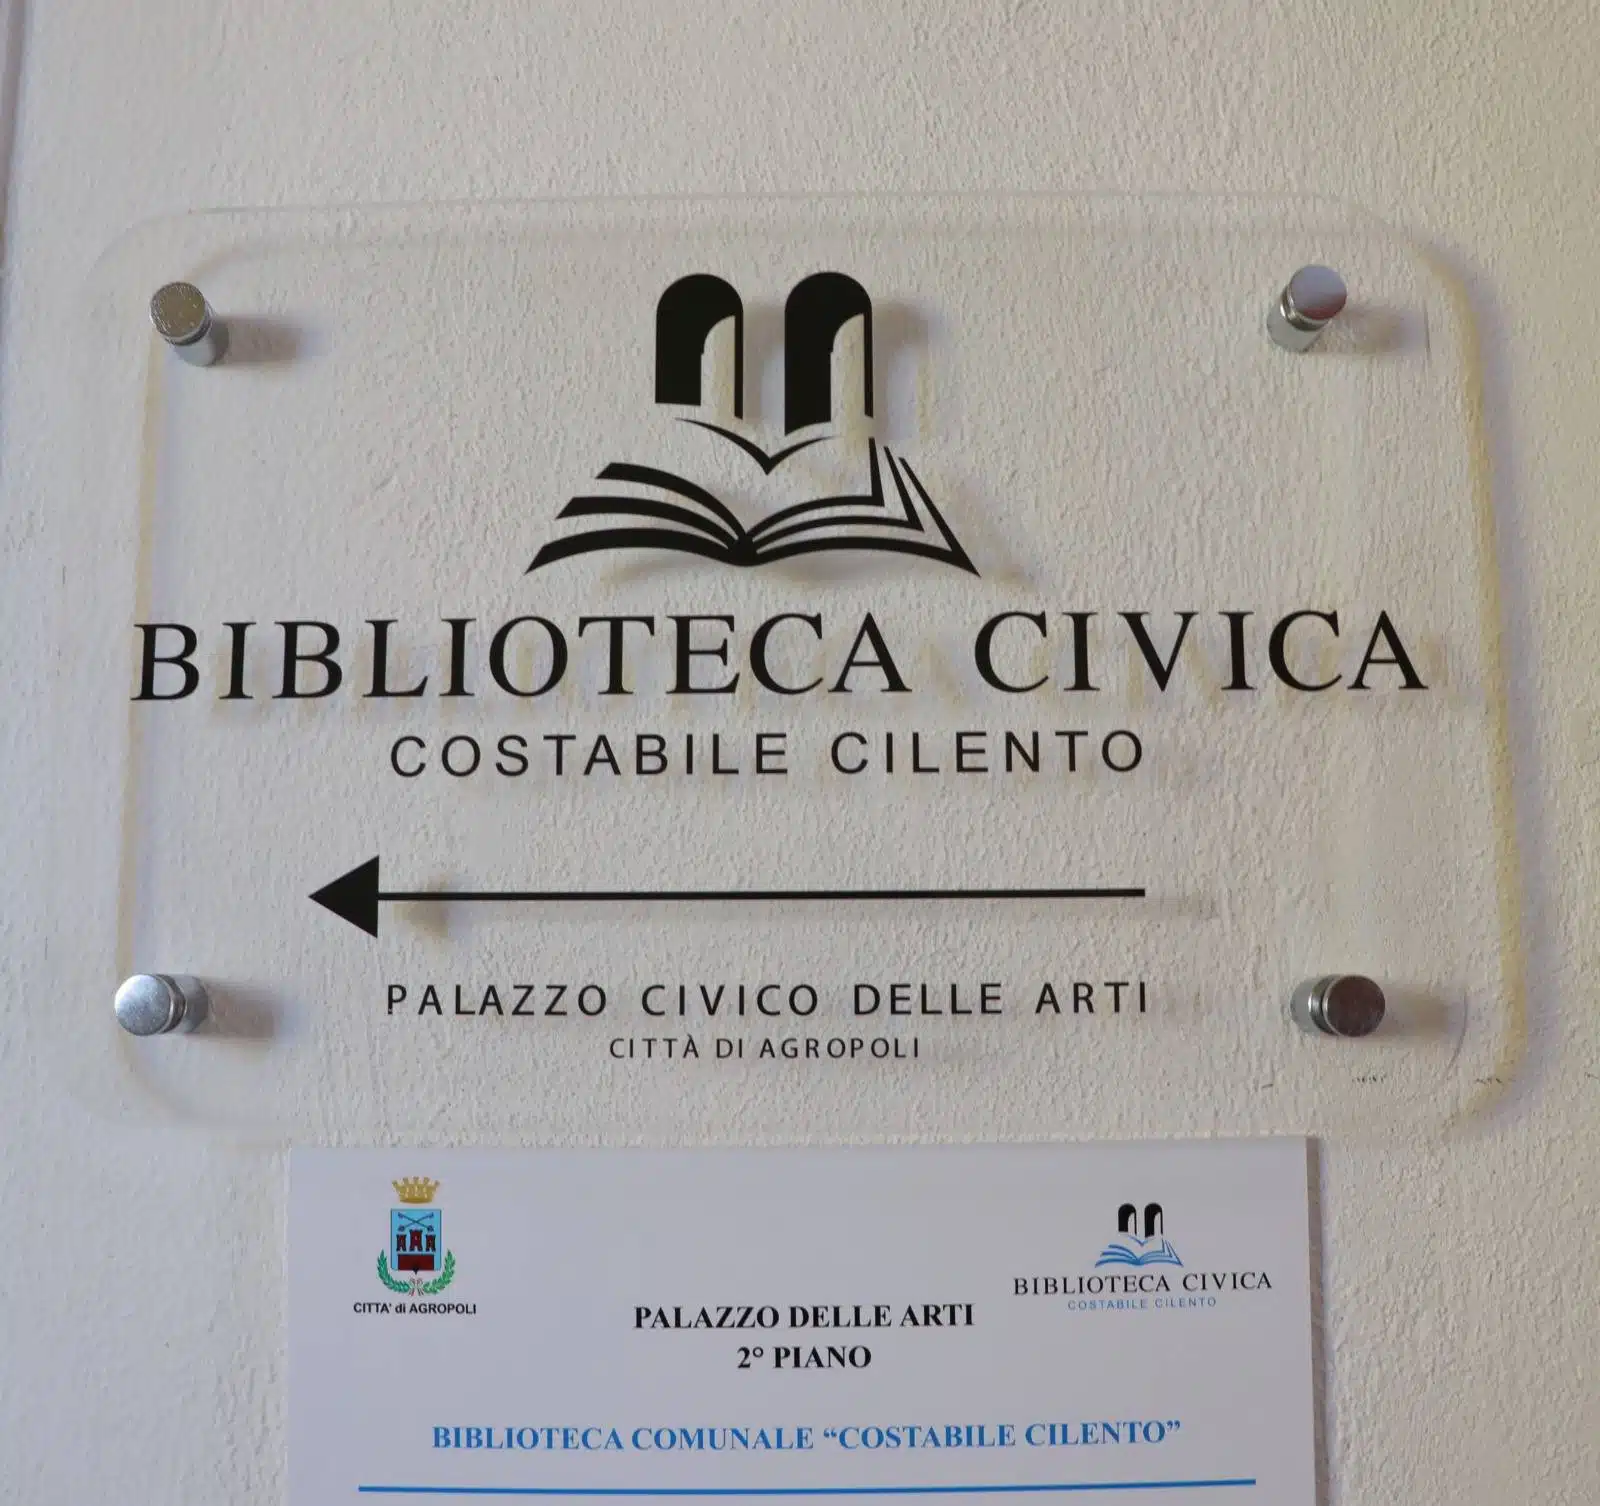 BIBLIOTECA CIVICA
COSTABILE CILENTO
PALAZZO CIVICO DELLE ARTI
CITTÀ DI AGROPOLI
CITTA' di AGROPOLI
BIBLIOTECA CIVICA
COSTABILE CILENTO
PALAZZO DELLE ARTI
2° PIANO
BIBLIOTECA COMUNALE “COSTABILE CILENTO”